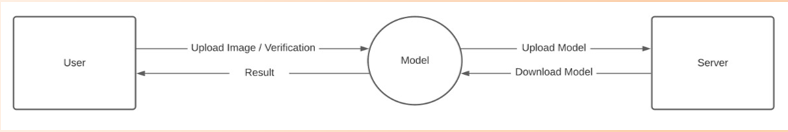 User
Upload Image / Verification
Result
Model
Upload Model
Download Model
Server